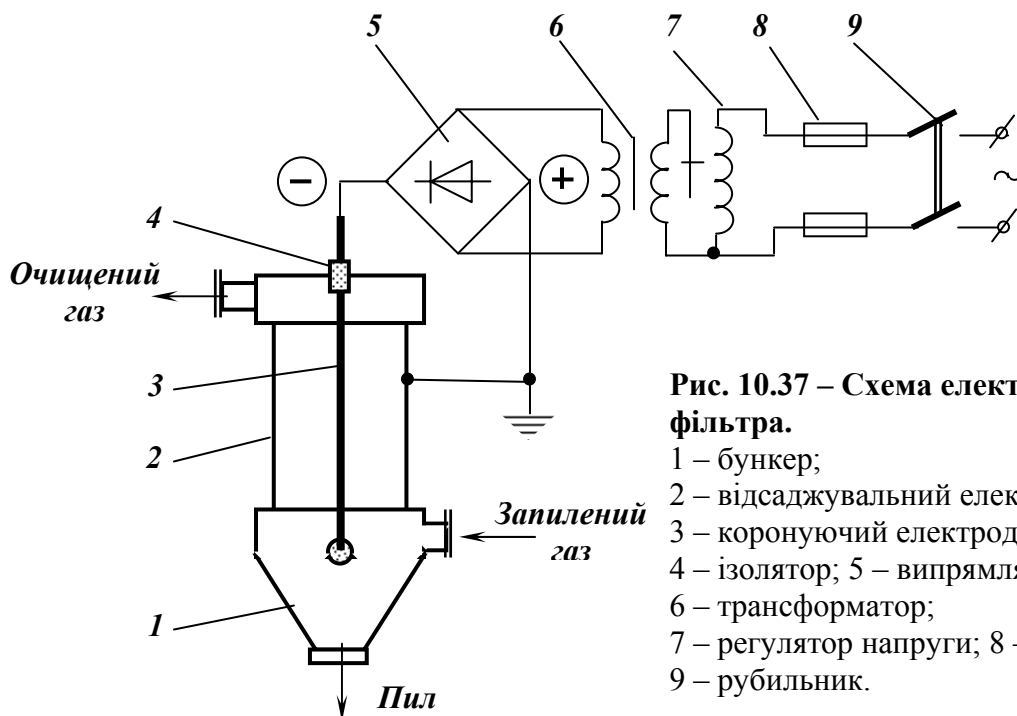 5
6
7
8
9
4
Очищений
газ
3
2
Запилений
газ
1
Пил
Рис. 10.37 – Схема елект
фільтра.
1 – бункер;
2 – відсаджувальний елек
3 – коронуючий електрод
4 – ізолятор; 5 – випрямля
6 – трансформатор;
7 – регулятор напруги; 8 –
9 – рубильник.